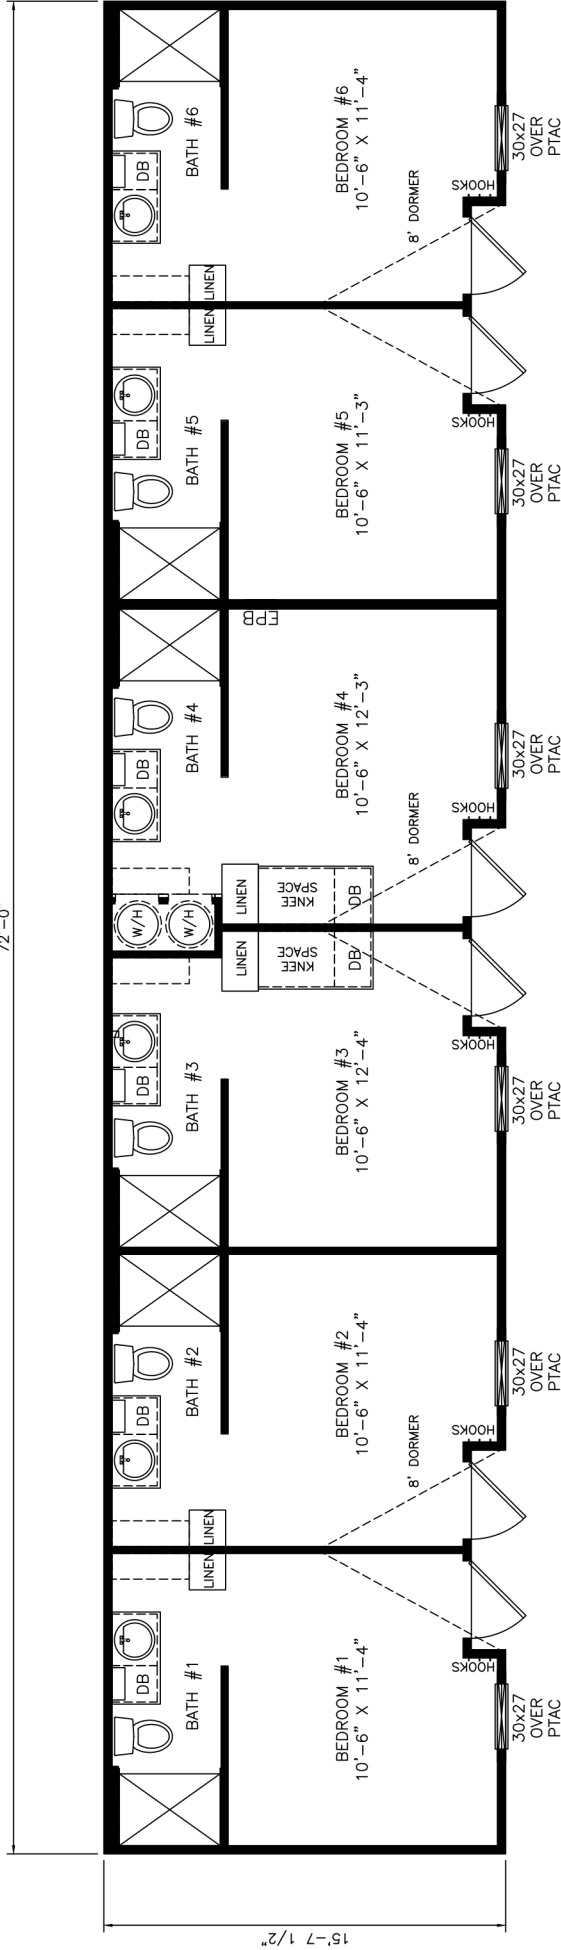 72'-0"
BATH #6
DB
BEDROOM #6
10'-6" X 11'-4"
30x27
OVER
PTAC
8' DORMER
HOOKS
LINEN
LINEN
BATH #5
DB
BEDROOM #5
10'-6" X 11'-3"
HOOKS
30x27
OVER
PTAC
EPB
BATH #4
DB
BEDROOM #4
10'-6" X 12'-3"
30x27
OVER
PTAC
8' DORMER
HOOKS
W/H
W/H
LINEN
KNEE
SPACE
DB
LINEN
KNEE
SPACE
DB
BATH #3
DB
BEDROOM #3
10'-6" X 12'-4"
HOOKS
30x27
OVER
PTAC
BATH #2
DB
BEDROOM #2
10'-6" X 11'-4"
30x27
OVER
PTAC
8' DORMER
HOOKS
LINEN
LINEN
BATH #1
DB
BEDROOM #1
10'-6" X 11'-4"
HOOKS
30x27
OVER
PTAC
15'-7 1/2"